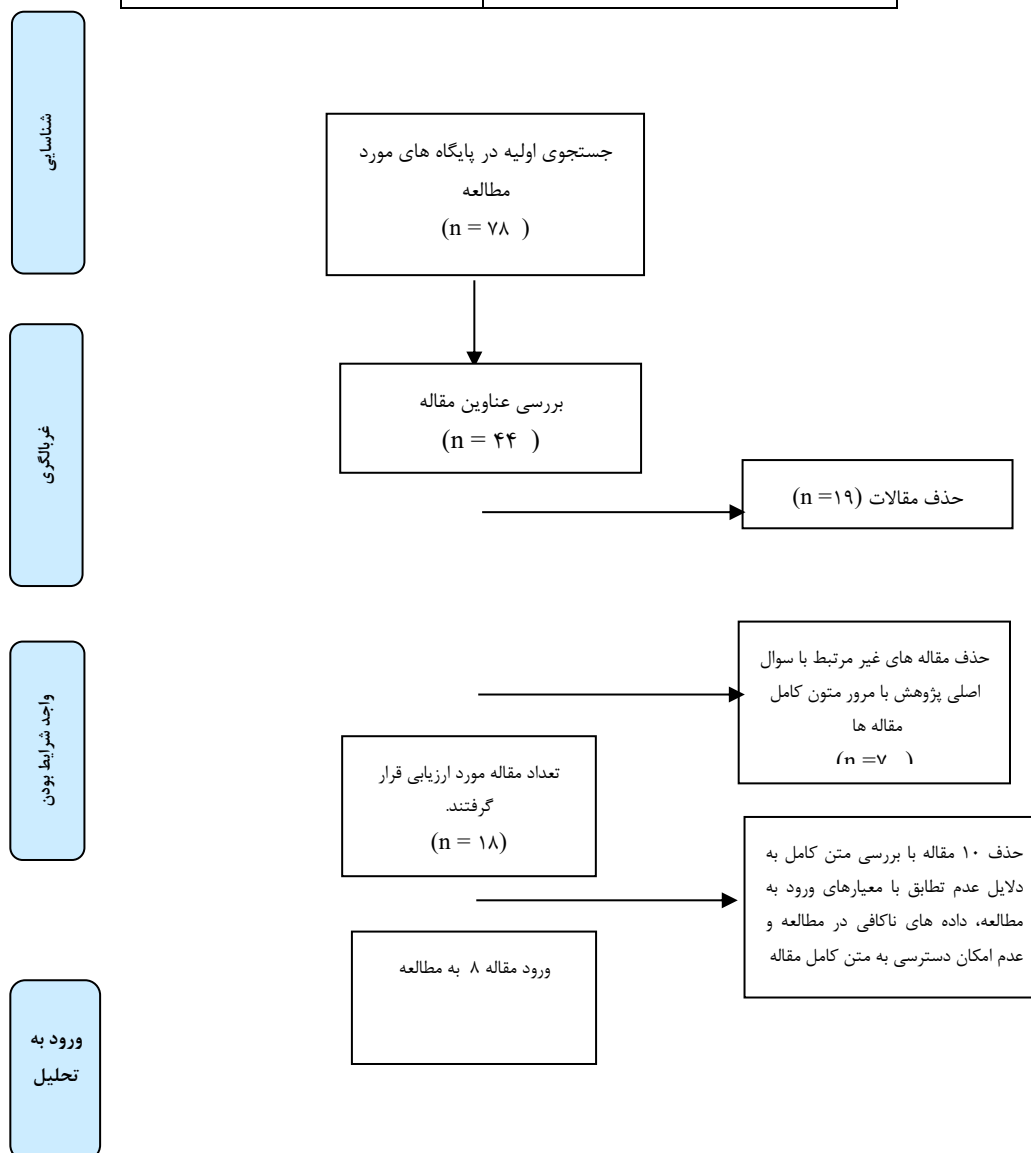 شناسایی
جستجوی اولیه در پایگاه های مورد
مطالعه
(n = ۷۸ )
غربالگری
بررسی عناوین مقاله
(n = ۴۴ )
حذف مقالات (n =۱۹)
واجد شرایط بودن
حذف مقاله های غیر مرتبط با سوال
اصلی پژوهش با مرور متون کامل
مقاله ها
(n =۷ )
تعداد مقاله مورد ارزیابی قرار
گرفتند.
(n = ۱۸)
حذف ۱۰ مقاله با بررسی متن کامل به
دلایل عدم تطابق با معیارهای ورود به
مطالعه، داده های ناکافی در مطالعه و
عدم امکان دسترسی به متن کامل مقاله
ورود مقاله ۸ به مطالعه
ورود به
تحلیل